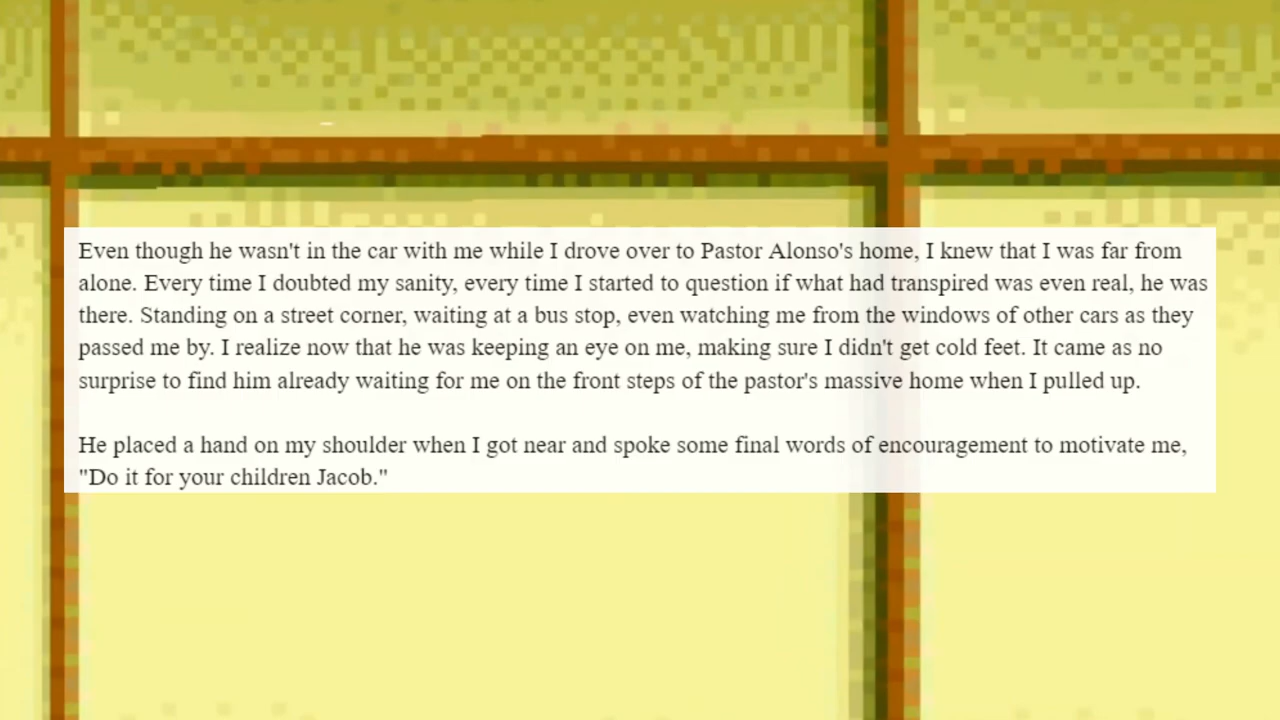 Even though he wasn't in the car with me while I drove over to Pastor Alonso's home, I knew that I was far from
alone. Every time I doubted my sanity, every time I started to question if what had transpired was even real, he was
there. Standing on a street corner, waiting at a bus stop, even watching me from the windows of other cars as they
passed me by. I realize now that he was keeping an eye on me, making sure I didn't get cold feet. It came as no
surprise to find him already waiting for me on the front steps of the pastor's massive home when I pulled up.
He placed a hand on my shoulder when I got near and spoke some final words of encouragement to motivate me,
"Do it for your children Jacob."